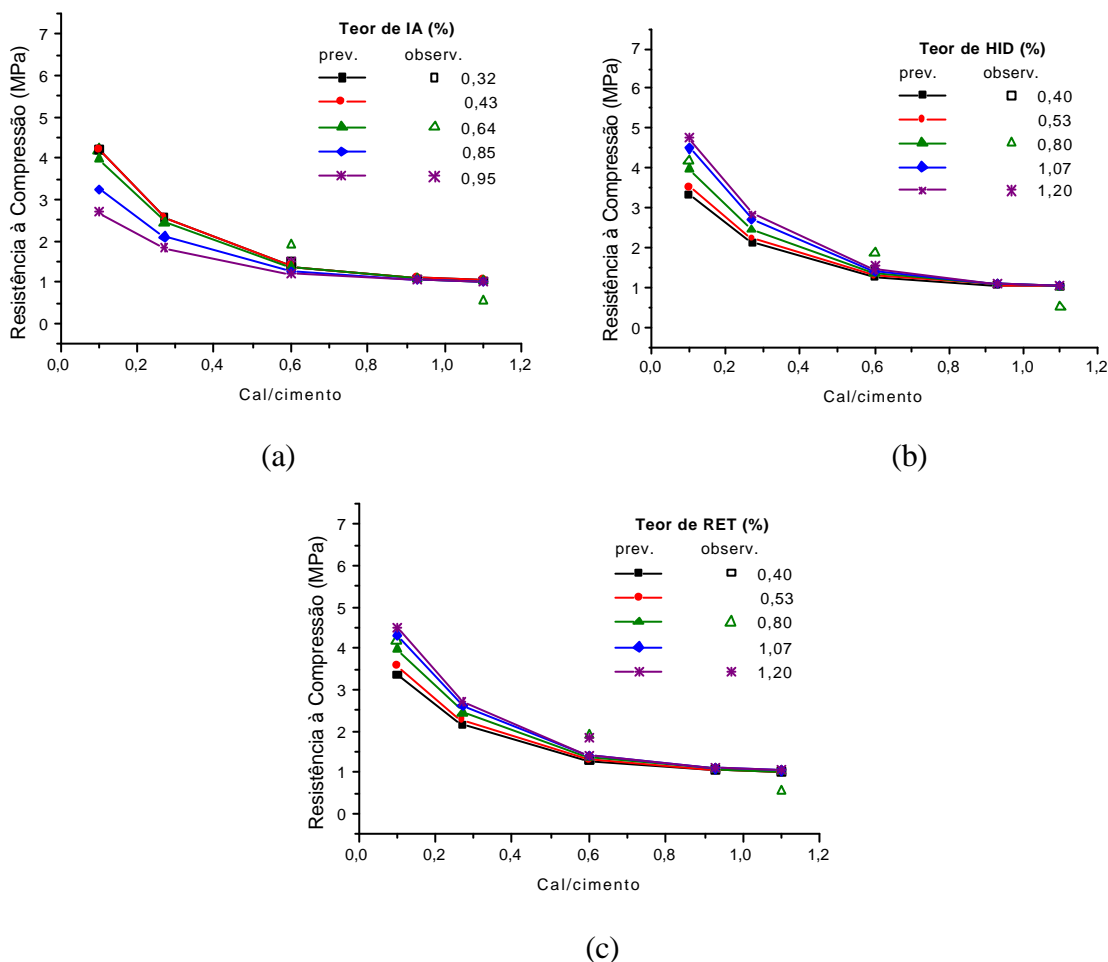 Teor de IA (%)
prev. observ.
0,32
0,43
0,64
0,85
0,95
Resistência à Compressão (MPa)
7
6
5
4
3
2
1
0
0,0 0,2 0,4 0,6 0,8 1,0 1,2
Cal/cimento
(a)
Teor de HID (%)
prev. observ.
0,40
0,53
0,80
1,07
1,20
Resistência à Compressão (MPa)
7
6
5
4
3
2
1
0
0,0 0,2 0,4 0,6 0,8 1,0 1,2
Cal/cimento
(b)
Teor de RET (%)
prev. observ.
0,40
0,53
0,80
1,07
1,20
Resistência à Compressão (MPa)
7
6
5
4
3
2
1
0
0,0 0,2 0,4 0,6 0,8 1,0 1,2
Cal/cimento
(c)